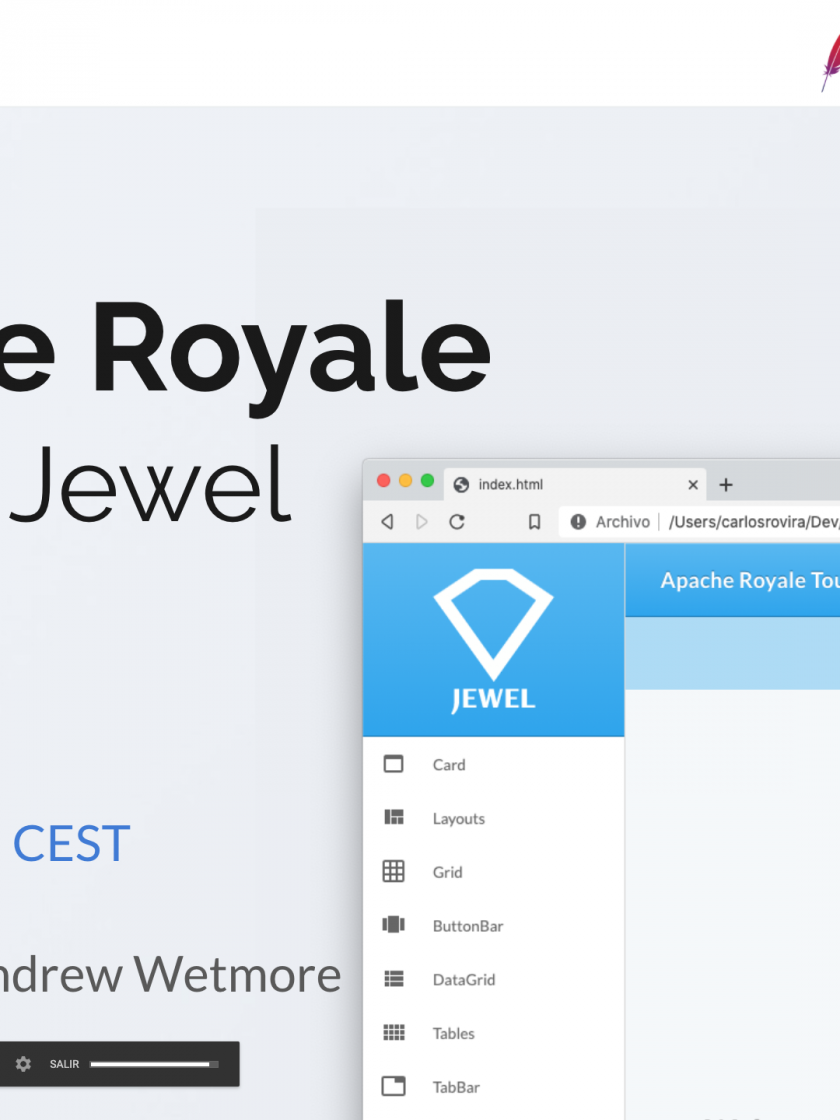 e Royale
Jewel
index.html
Archivo
/Users/carlosrovira/Dev/
Apache Royale Tou
JEWEL
Card
Layouts
Grid
CEST
ButtonBar
ndrew Wetmore
DataGrid
Tables
SALIR
TabBar